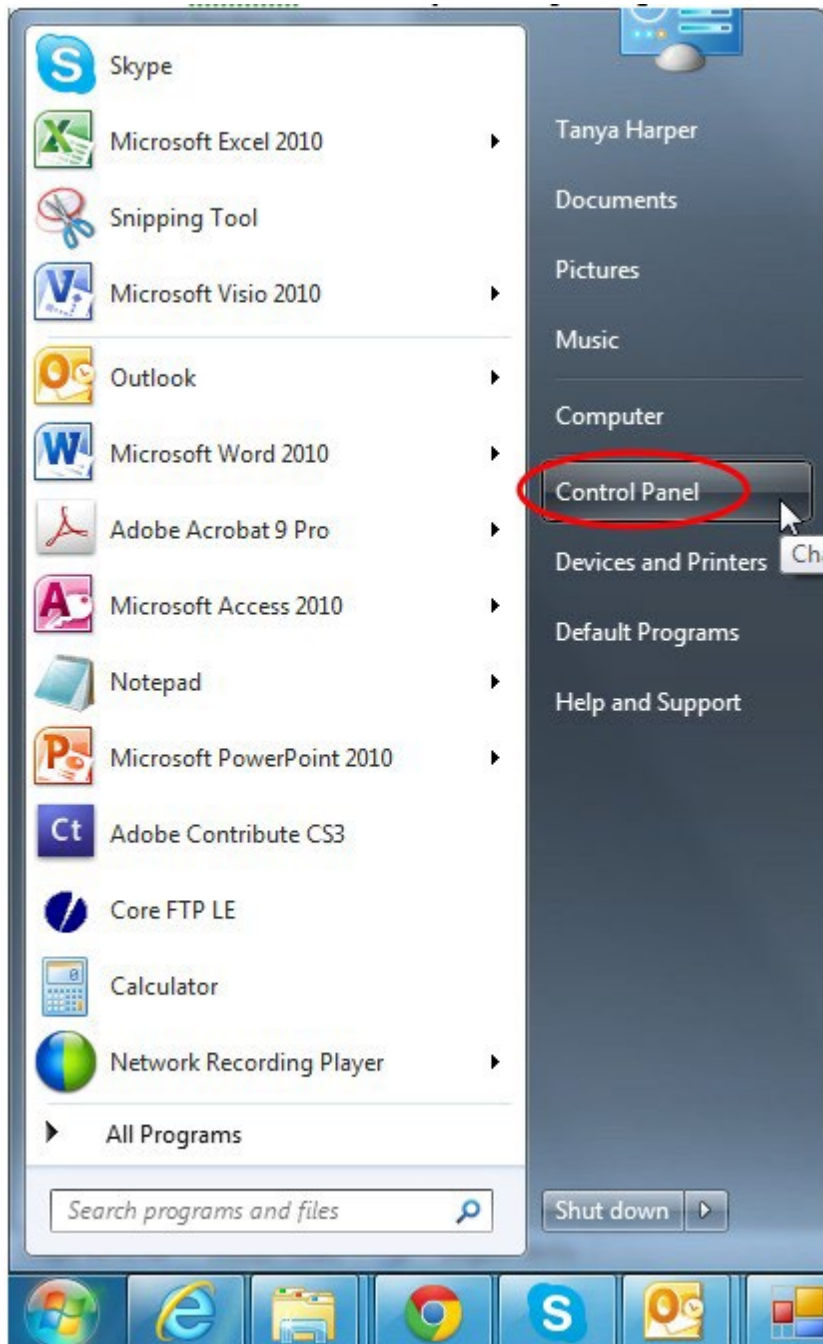 Skype
Microsoft Excel 2010
Snipping Tool
Microsoft Visio 2010
Outlook
Microsoft Word 2010
Adobe Acrobat 9 Pro
Microsoft Access 2010
Notepad
Microsoft PowerPoint 2010
Ct Adobe Contribute CS3
Core FTP LE
Calculator
Network Recording Player
All Programs
Search programs and files
Tanya Harper
Documents
Pictures
Music
Computer
Control Panel
Cha
Devices and Printers
Default Programs
Help and Support
Shut down